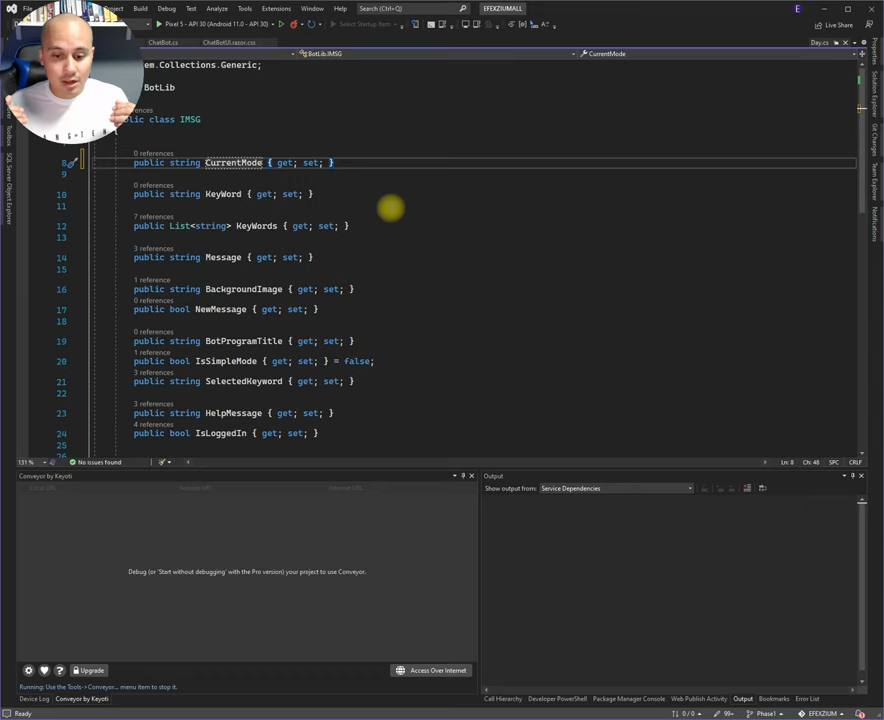 File
Project
Build
Debug
Test
Analyze
Tools
Extensions
Window
Help
Search (Ctrl+Q)
EFEXZIUMALL
E
Pixel 5 - API 30 (Android 11.0 - API 30)
Select Startup Item...
Live Share
ChatBot.cs
ChatBotUI.razor.css
Day.cs
BotLib.IMSG
CurrentMode
em.Collections.Generic;
BotLib
class IMSG
0 references
8 public string CurrentMode { get; set; }
9
0 references
10 public string KeyWord { get; set; }
11
7 references
12 public List<string> KeyWords { get; set; }
13
3 references
14 public string Message { get; set; }
15
1 reference
16 public string BackgroundImage { get; set; }
0 references
17 public bool NewMessage { get; set; }
18
0 references
19 public string BotProgramTitle { get; set; }
1 reference
20 public bool IsSimpleMode { get; set; } = false;
3 references
21 public string SelectedKeyword { get; set; }
22
3 references
23 public string HelpMessage { get; set; }
4 references
24 public bool IsLoggedIn { get; set; }
25
26
131 %
No issues found
Ln: 8 Ch: 48 SPC CRLF
Toolbox
SQL Server Object Explorer
Properties
Solution Explorer
Git Changes
Team Explorer
Notifications
Conveyor by Keyoti
Debug (or 'Start without debugging' with the Pro version) your project to use Conveyor.
Upgrade
Access Over Internet
Running: Use the Tools->Conveyor... menu item to stop it.
Device Log
Conveyor by Keyoti
Output
Show output from: Service Dependencies
Call Hierarchy
Developer PowerShell
Package Manager Console
Web Publish Activity
Output
Bookmarks
Error List
Ready
0 / 0
99+
Phase1
EFEXZIUM